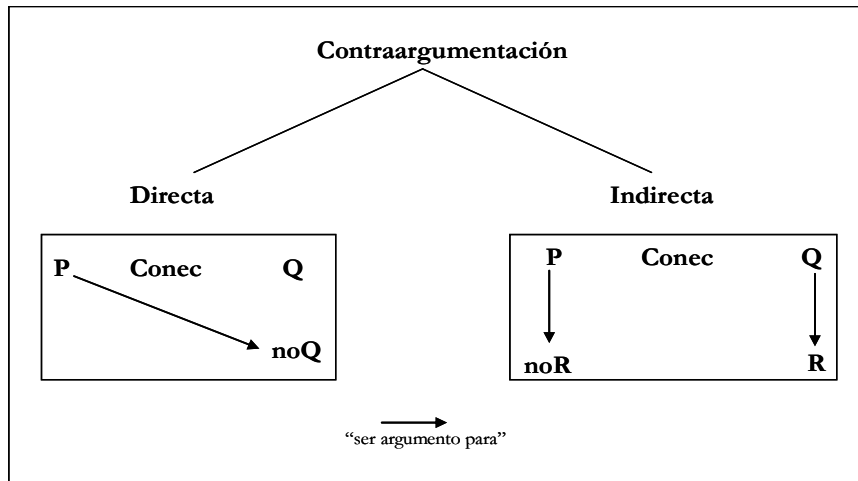 Contraargumentación
Directa Indirecta
P Conec Q P Conec Q
noQ noR R
“ser argumento para”